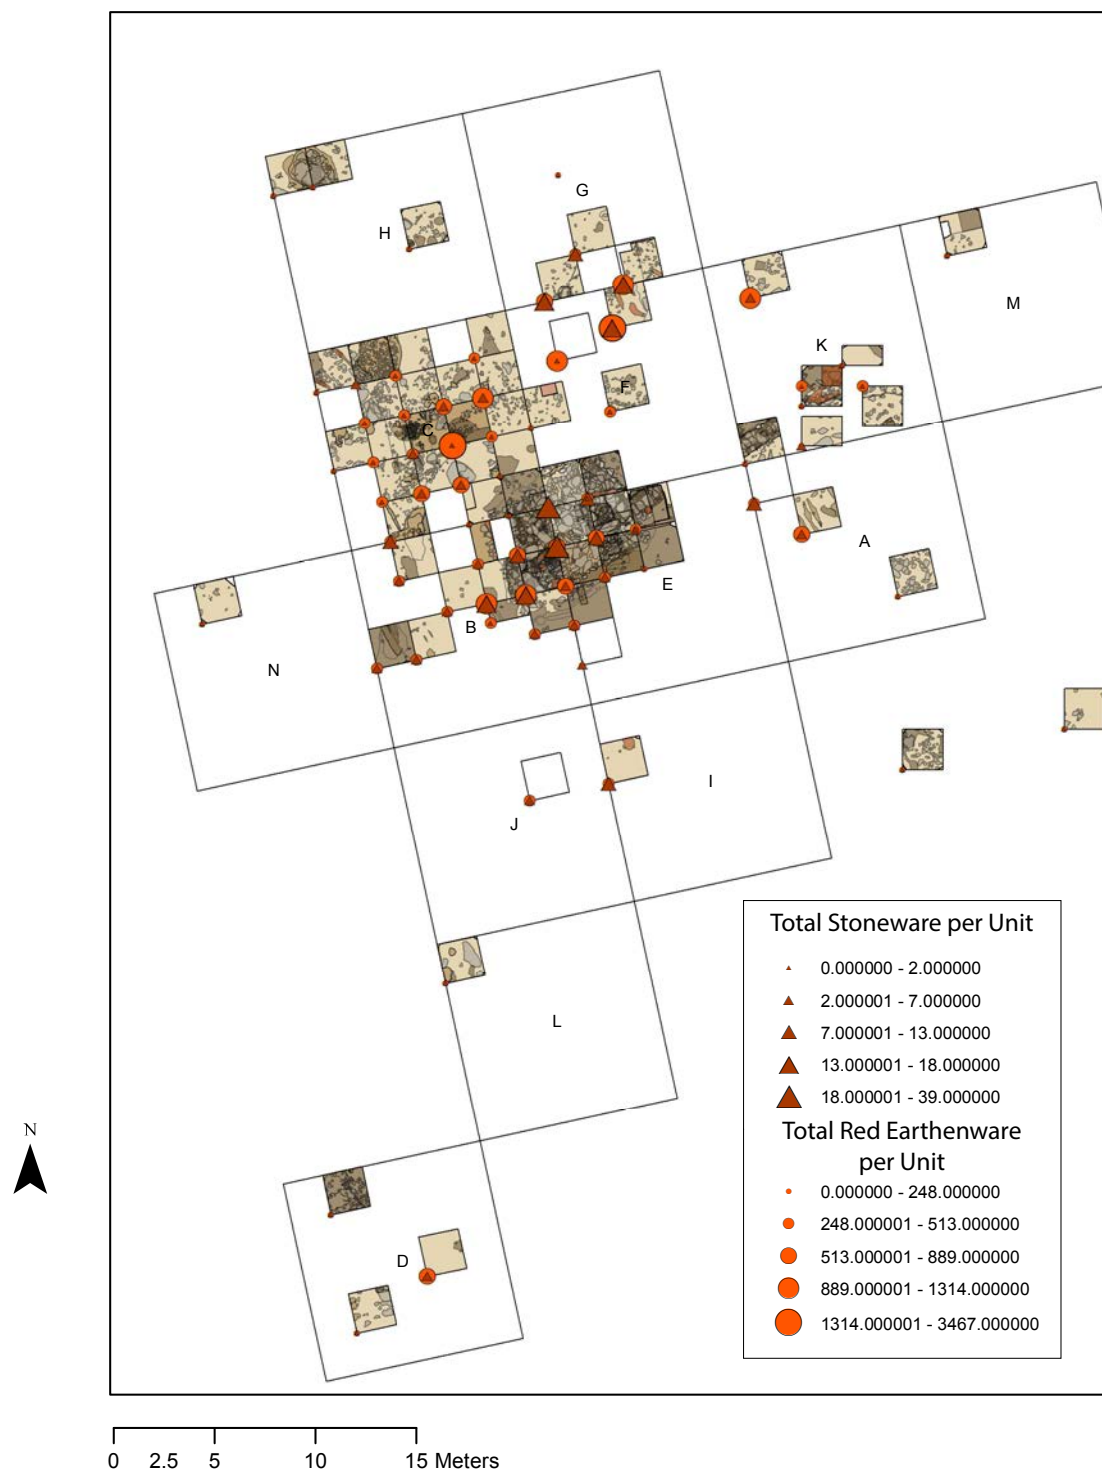 G
H
M
K
F
C
A
E
B
N
I
J
L
D
Total Stoneware per Unit
0.000000 - 2.000000
2.000001 - 7.000000
7.000001 - 13.000000
13.000001 - 18.000000
18.000001 - 39.000000
Total Red Earthenware
per Unit
0.000000 - 248.000000
248.000001 - 513.000000
513.000001 - 889.000000
889.000001 - 1314.000000
1314.000001 - 3467.000000
N
0 2.5 5 10 15 Meters